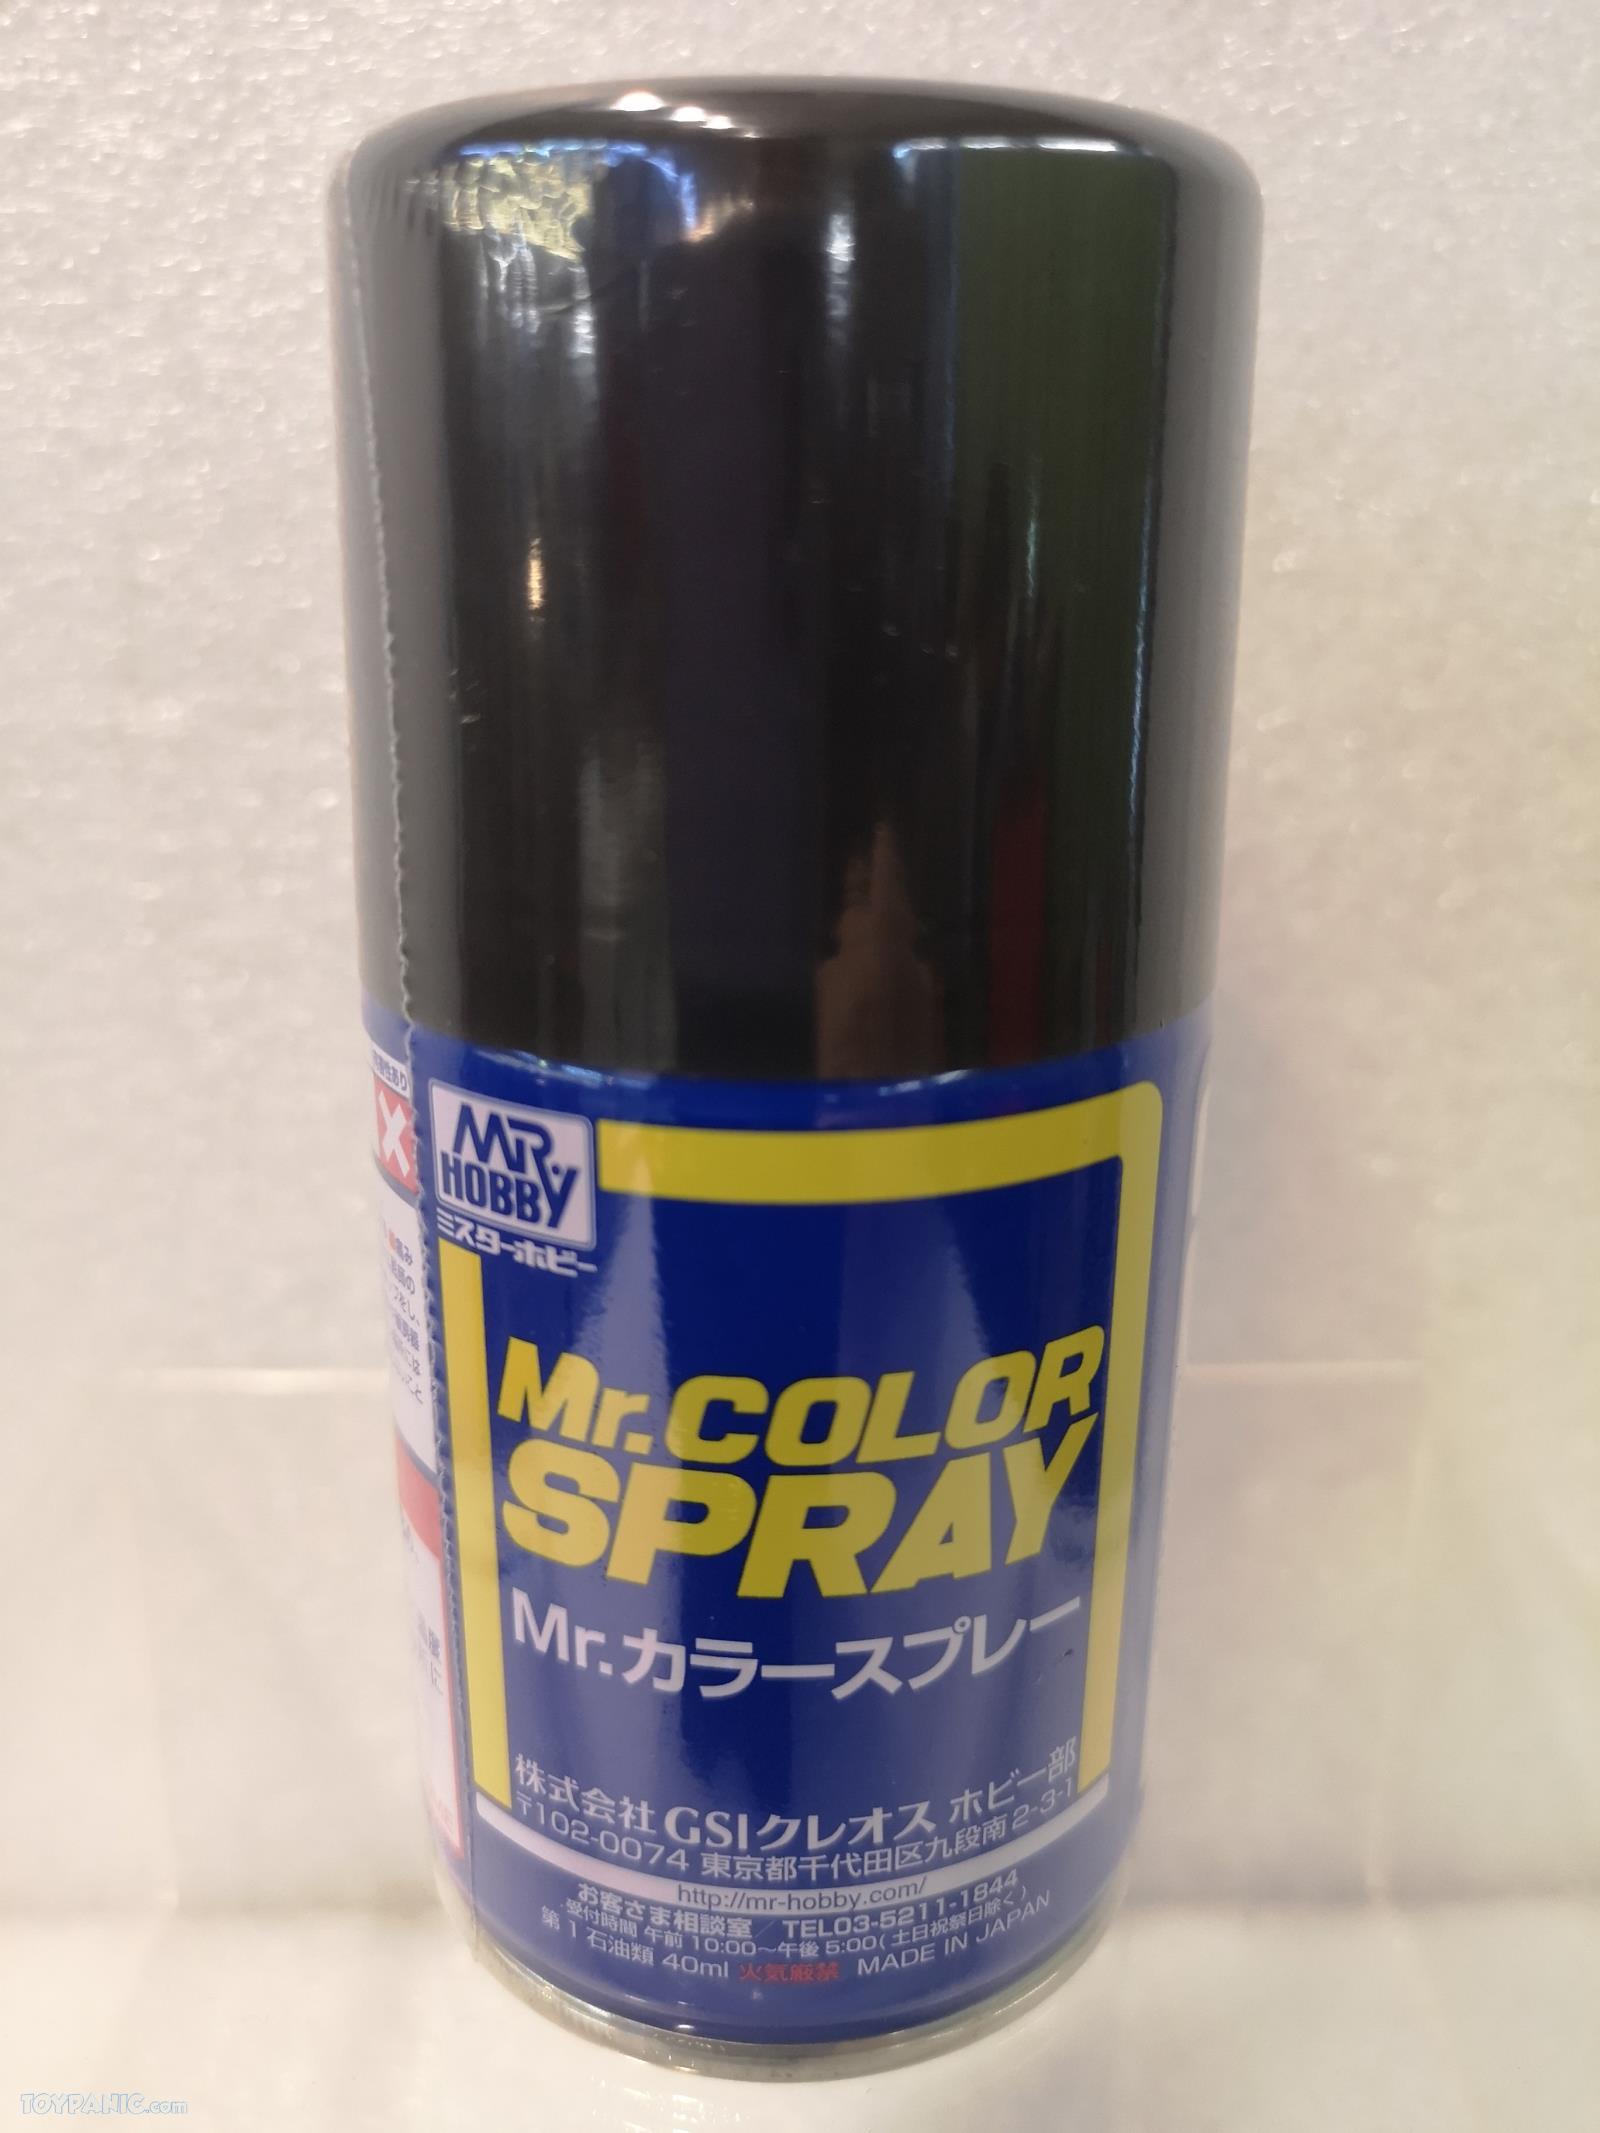 MR.
HOBBY
ミスターホビー
Mr.COLOR
SPRAY
Mr.カラースプレー
株式会社 GSIクレオス ホビー部
〒102-0074 東京都千代田区九段南2-3-1
http://mr-hobby.com/
お客さま相談室/TEL03-5211-1844
受付時間 午前10:00〜午後5:00(土日祝祭日除く)
第1石油類 40ml 火気厳禁 MADE IN JAPAN
TOYPANIC.com